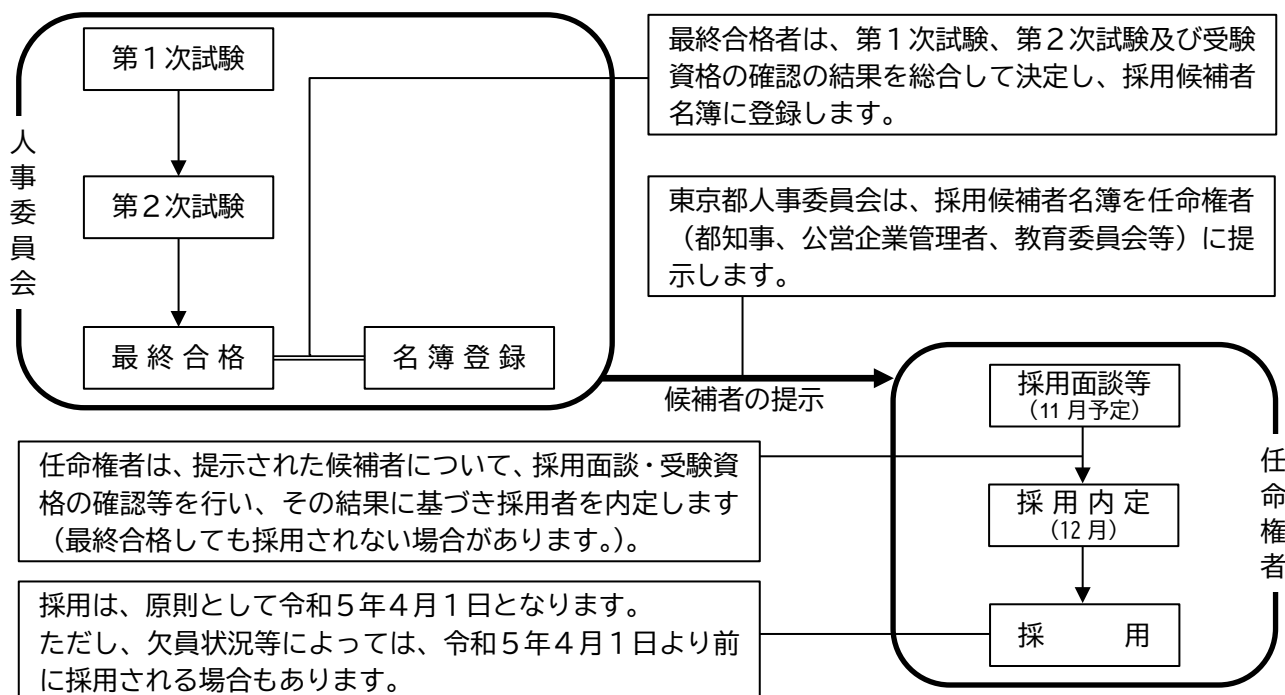 人事委員会
第１次試験
第２次試験
最終合格
名簿登録
最終合格者は、第１次試験、第２次試験及び受験
資格の確認の結果を総合して決定し、採用候補者
名簿に登録します。
東京都人事委員会は、採用候補者名簿を任命権者
（都知事、公営企業管理者、教育委員会等）に提
示します。
候補者の提示
任命権者
採用面談等
（11月予定）
採用内定
（12月）
採用
任命権者は、提示された候補者について、採用面談・受験資
格の確認等を行い、その結果に基づき採用者を内定します
（最終合格しても採用されない場合があります。）。
採用は、原則として令和５年４月１日となります。
ただし、欠員状況等によっては、令和５年４月１日より前
に採用される場合もあります。